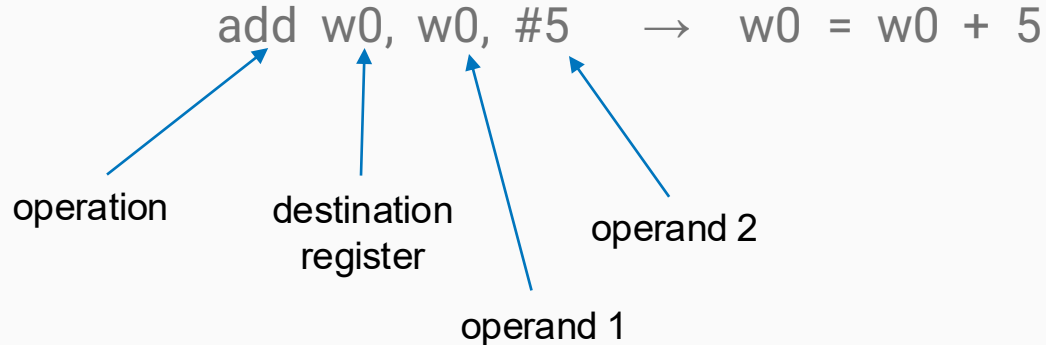 add w0, w0, #5 → w0 = w0 + 5
operation
destination
register
operand 2
operand 1